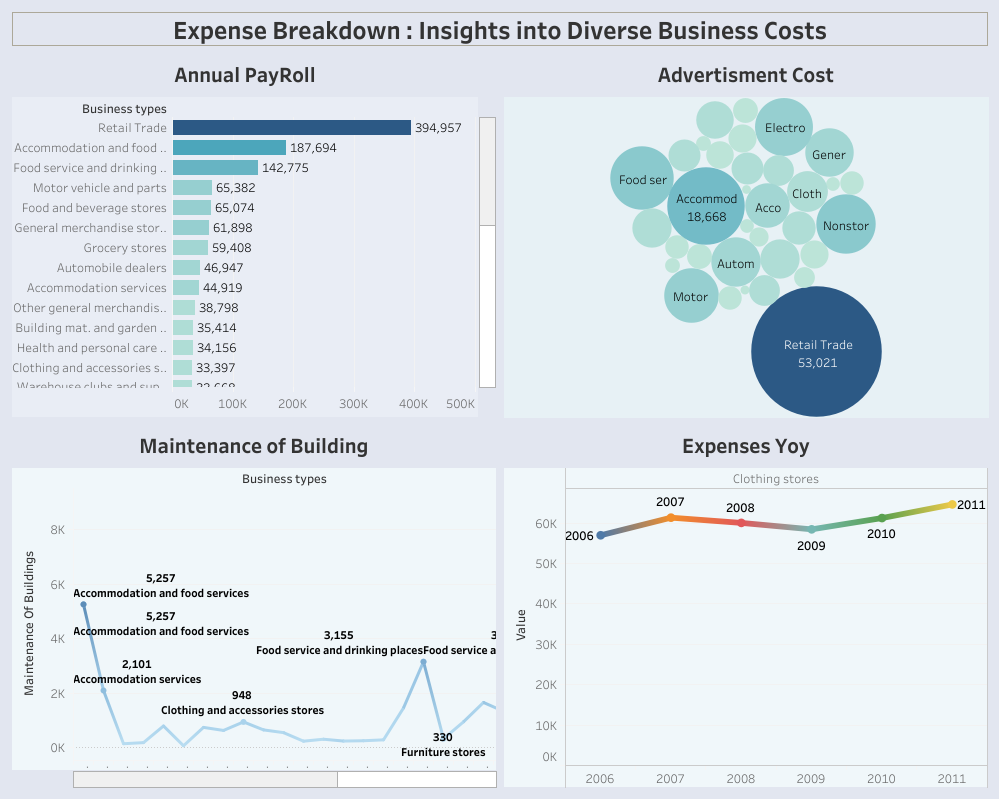 Expense Breakdown : Insights into Diverse Business Costs
Annual PayRoll
Business types
Retail Trade 394,957
Accommodation and food .. 187,694
Food service and drinking .. 142,775
Motor vehicle and parts 65,382
Food and beverage stores 65,074
General merchandise stor.. 61,898
Grocery stores 59,408
Automobile dealers 46,947
Accommodation services 44,919
Other general merchandis.. 38,798
Building mat. and garden .. 35,414
Health and personal care .. 34,156
Clothing and accessories s.. 33,397
Warehouse clubs and sup..
0K 100K 200K 300K 400K 500K
Advertisment Cost
Electro
Gener
Food ser
Accommod
18,668
Cloth
Acco
Nonstor
Autom
Motor
Retail Trade
53,021
Maintenance of Building
Business types
Maintenance Of Buildings
8K
6K
4K
2K
0K
5,257
Accommodation and food services
5,257
Accommodation and food services
3,155
Food service and drinking places
3
Food service a
2,101
Accommodation services
948
Clothing and accessories stores
330
Furniture stores
Expenses Yoy
Clothing stores
Value
60K
50K
40K
30K
20K
10K
0K
2006
2007
2008
2009
2010
2011
2006 2007 2008 2009 2010 2011